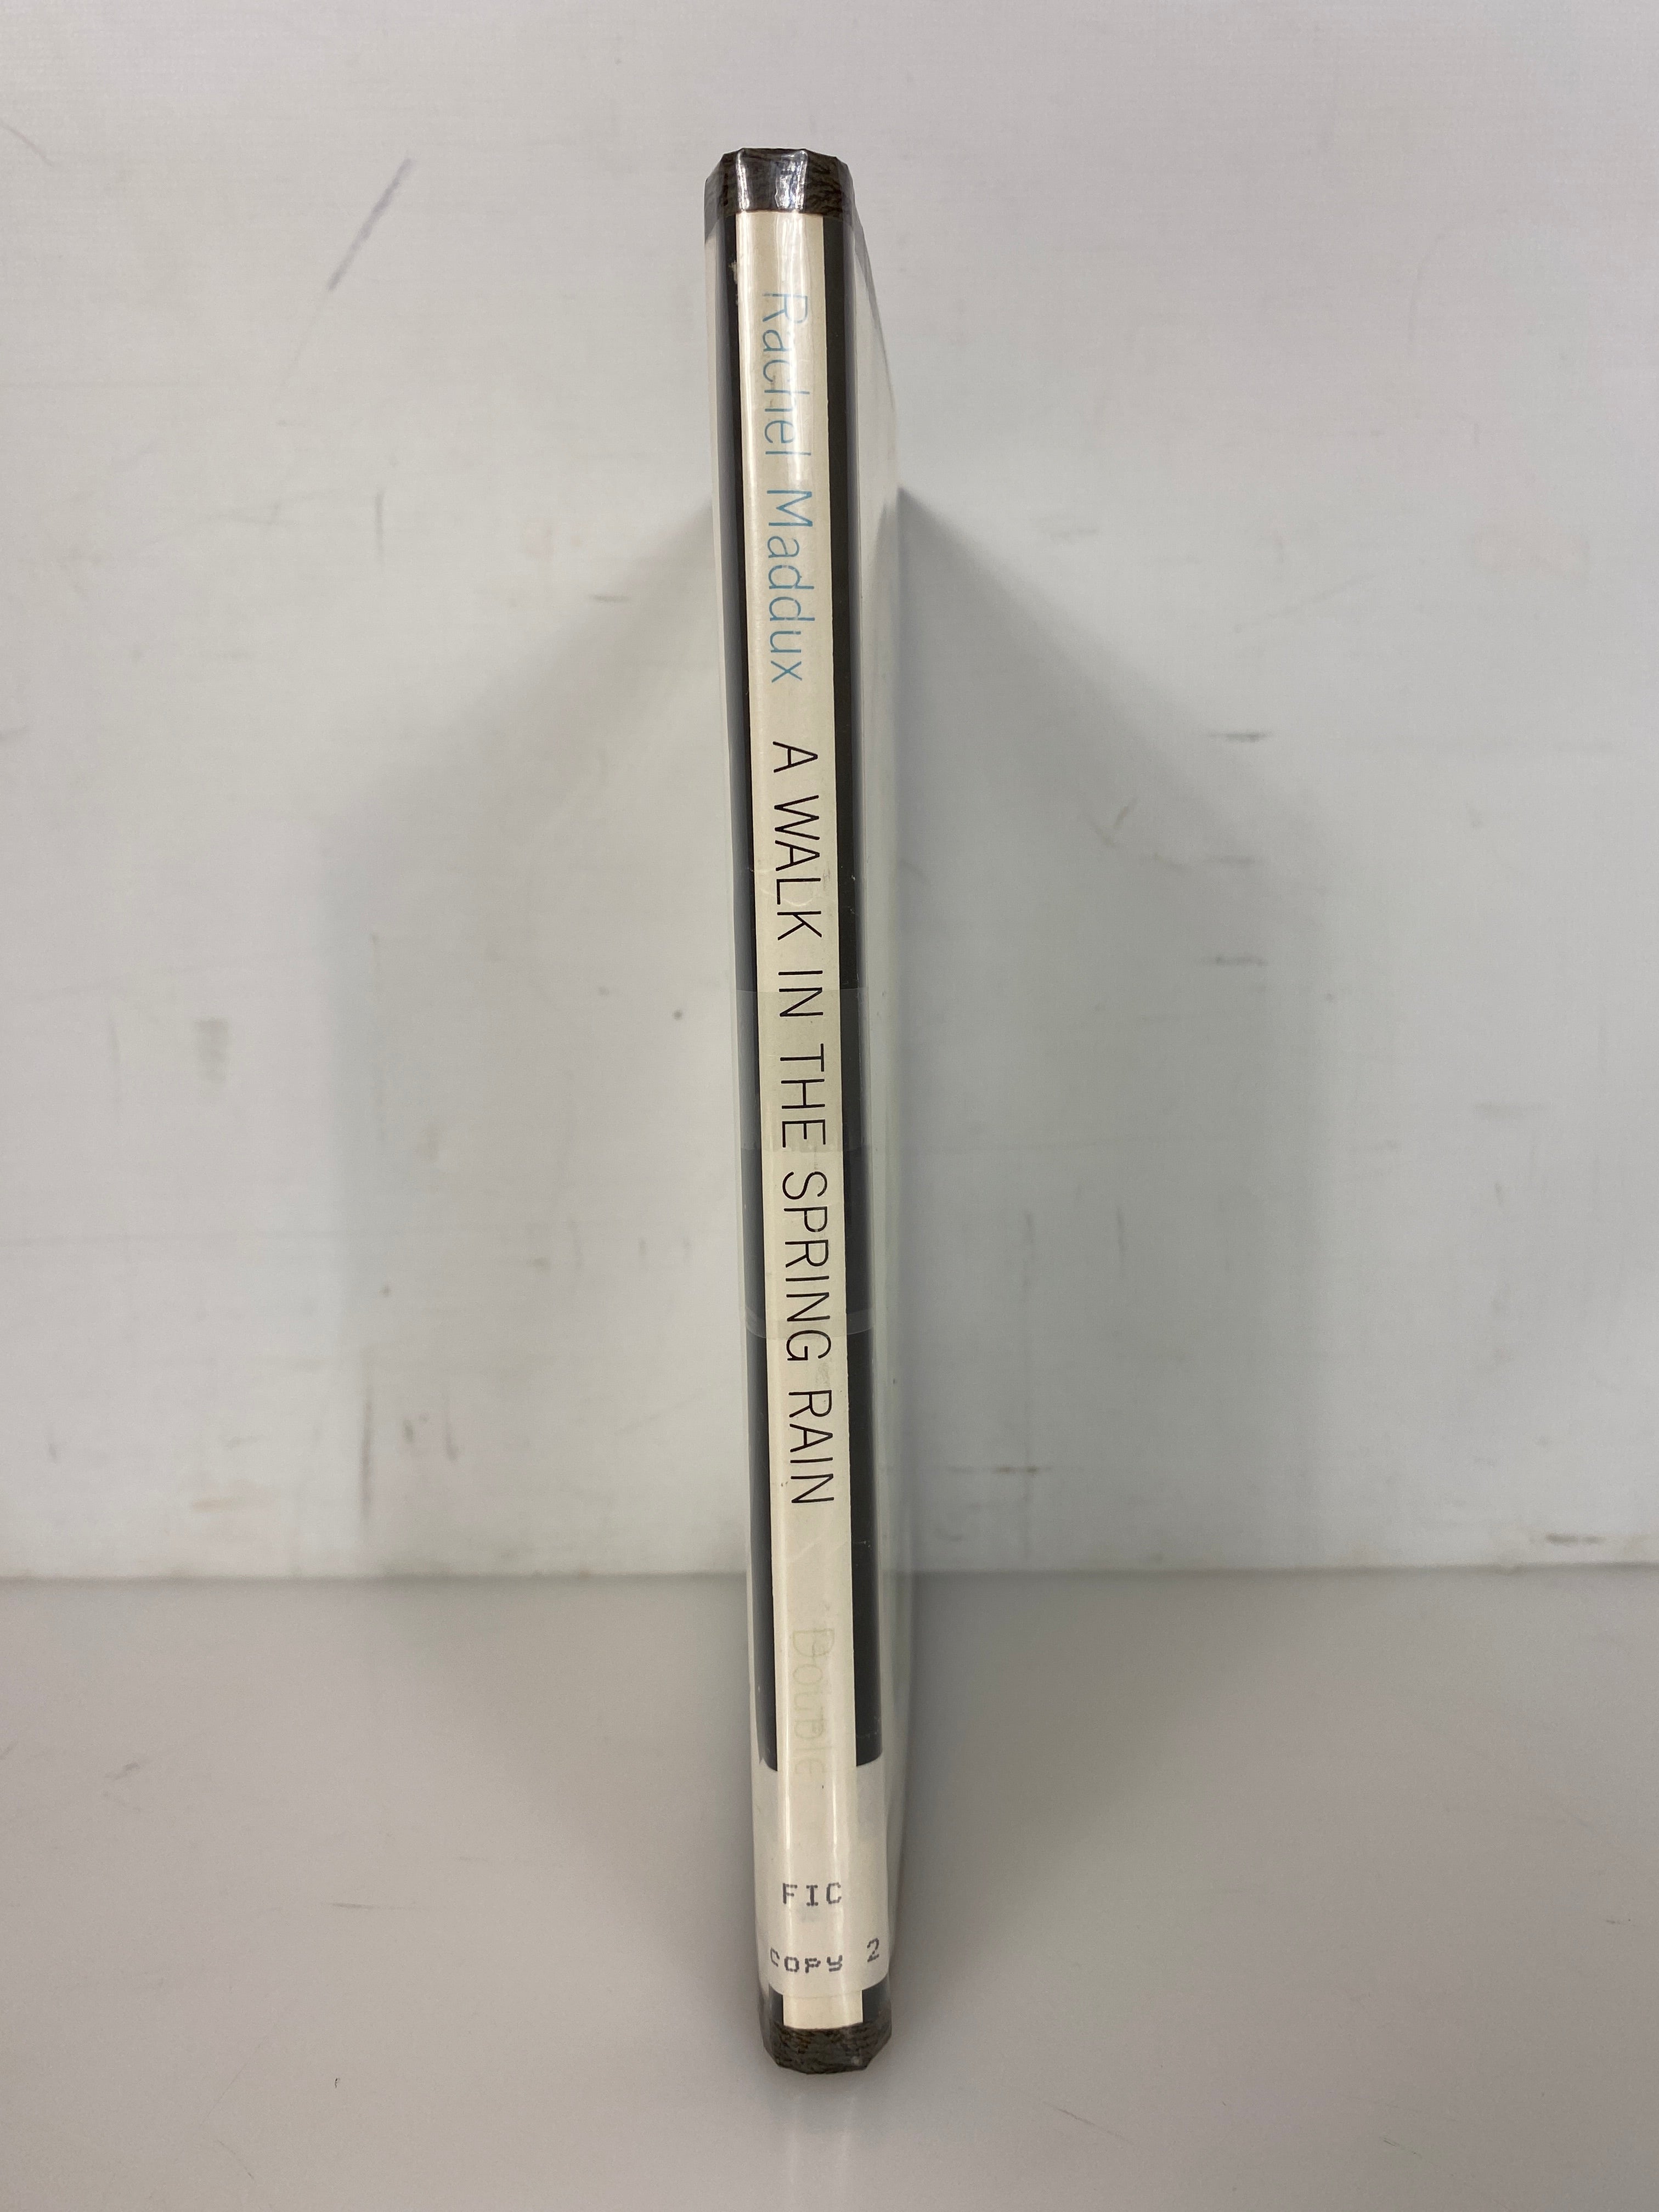 Rachel Maddux A WALK IN THE SPRING RAIN Double
FIC
COPY 2